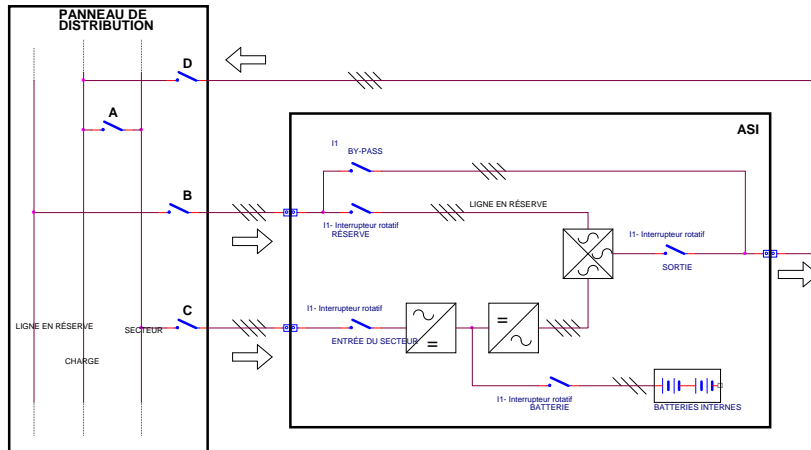 PANNEAU DE
DISTRIBUTION
D
A
ASI
I1
BY-PASS
B
LIGNE EN RÉSERVE
I1- Interrupteur rotatif
RÉSERVE
I1- Interrupteur rotatif
SORTIE
C
I1- Interrupteur rotatif
LIGNE EN RÉSERVE
SECTEUR
ENTRÉE DU SECTEUR
CHARGE
I1- Interrupteur rotatif
BATTERIE
BATTERIES INTERNES